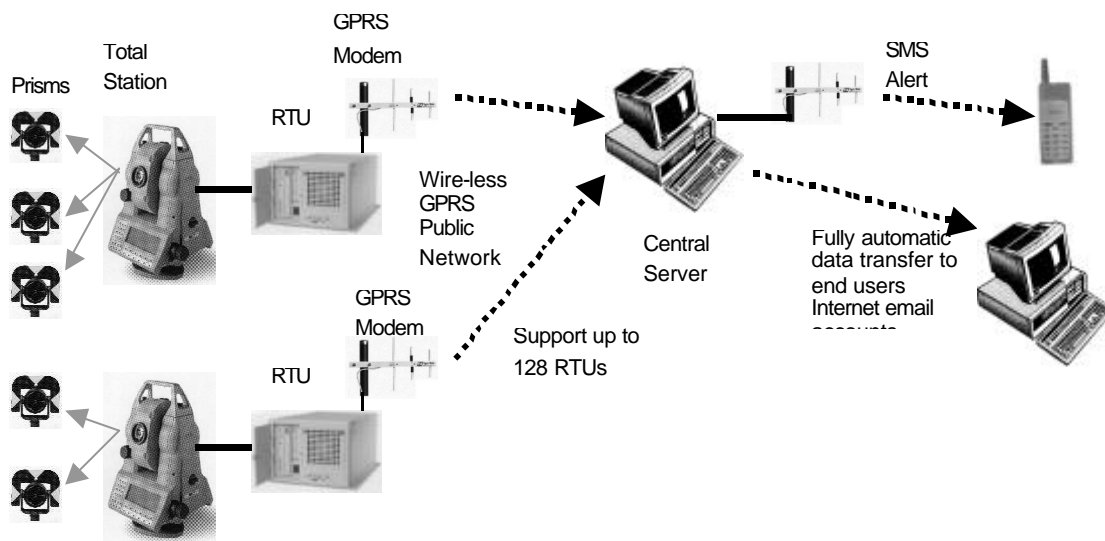 GPRS
Modem
Total
Station
Prisms
RTU
SMS
Alert
Wire-less
GPRS
Public
Network
Central
Server
Fully automatic
data transfer to
end users
Internet email
accounts
GPRS
Modem
RTU
Support up to
128 RTUs